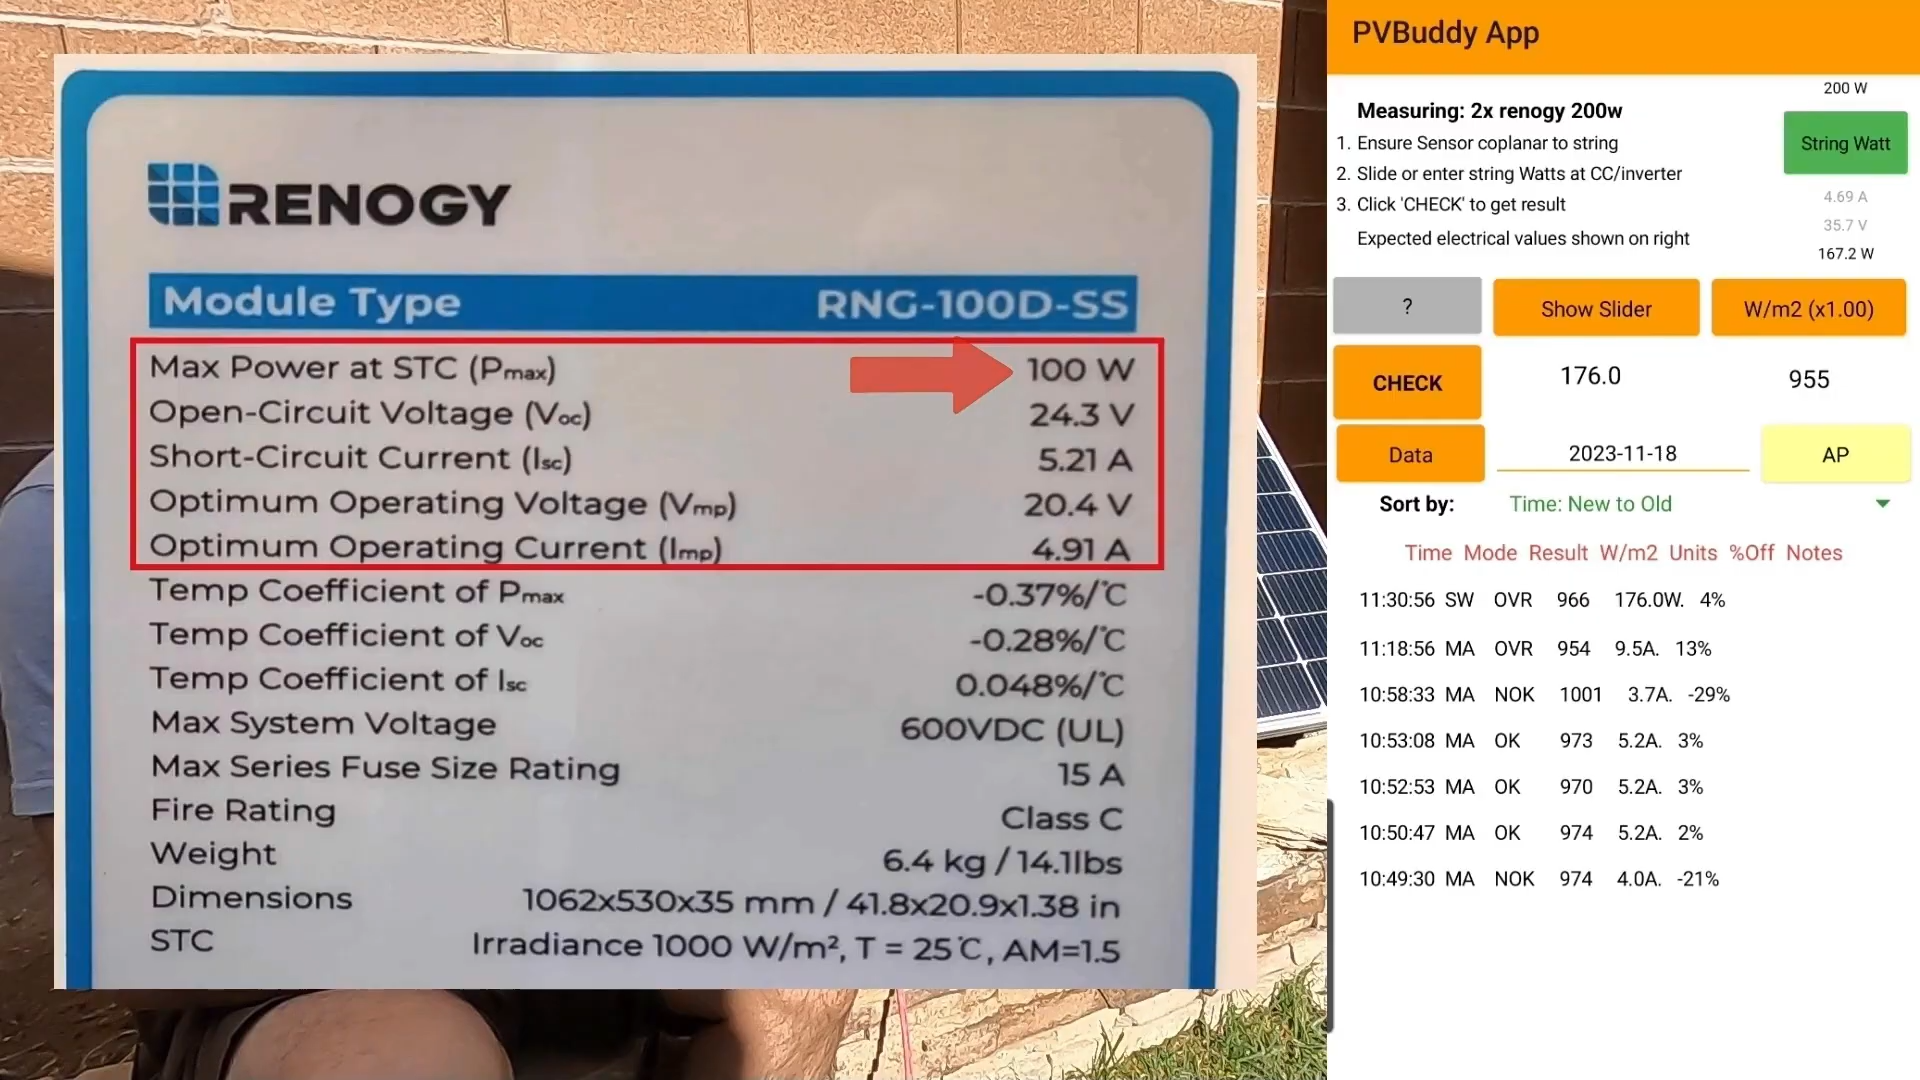 RENOGY
Module Type RNG-100D-SS
Max Power at STC (Pmax) 100 W
Open-Circuit Voltage (Voc) 24.3 V
Short-Circuit Current (Isc) 5.21 A
Optimum Operating Voltage (Vmp) 20.4 V
Optimum Operating Current (Imp) 4.91 A
Temp Coefficient of Pmax -0.37%/℃
Temp Coefficient of Voc -0.28%/℃
Temp Coefficient of Isc 0.048%/℃
Max System Voltage 600VDC (UL)
Max Series Fuse Size Rating 15 A
Fire Rating Class C
Weight 6.4 kg / 14.1lbs
Dimensions 1062x530x35 mm / 41.8x20.9x1.38 in
STC Irradiance 1000 W/m², T = 25℃, AM=1.5
PVBuddy App
200 W
Measuring: 2x renogy 200w
1. Ensure Sensor coplanar to string
String Watt
2. Slide or enter string Watts at CC/inverter
4.69 A
3. Click 'CHECK' to get result
35.7 V
Expected electrical values shown on right
167.2 W
? Show Slider W/m2 (x1.00)
CHECK 176.0 955
Data 2023-11-18 AP
Sort by: Time: New to Old
Time Mode Result W/m2 Units %Off Notes
11:30:56 SW OVR 966 176.0W. 4%
11:18:56 MA OVR 954 9.5A. 13%
10:58:33 MA NOK 1001 3.7A. -29%
10:53:08 MA OK 973 5.2A. 3%
10:52:53 MA OK 970 5.2A. 3%
10:50:47 MA OK 974 5.2A. 2%
10:49:30 MA NOK 974 4.0A. -21%